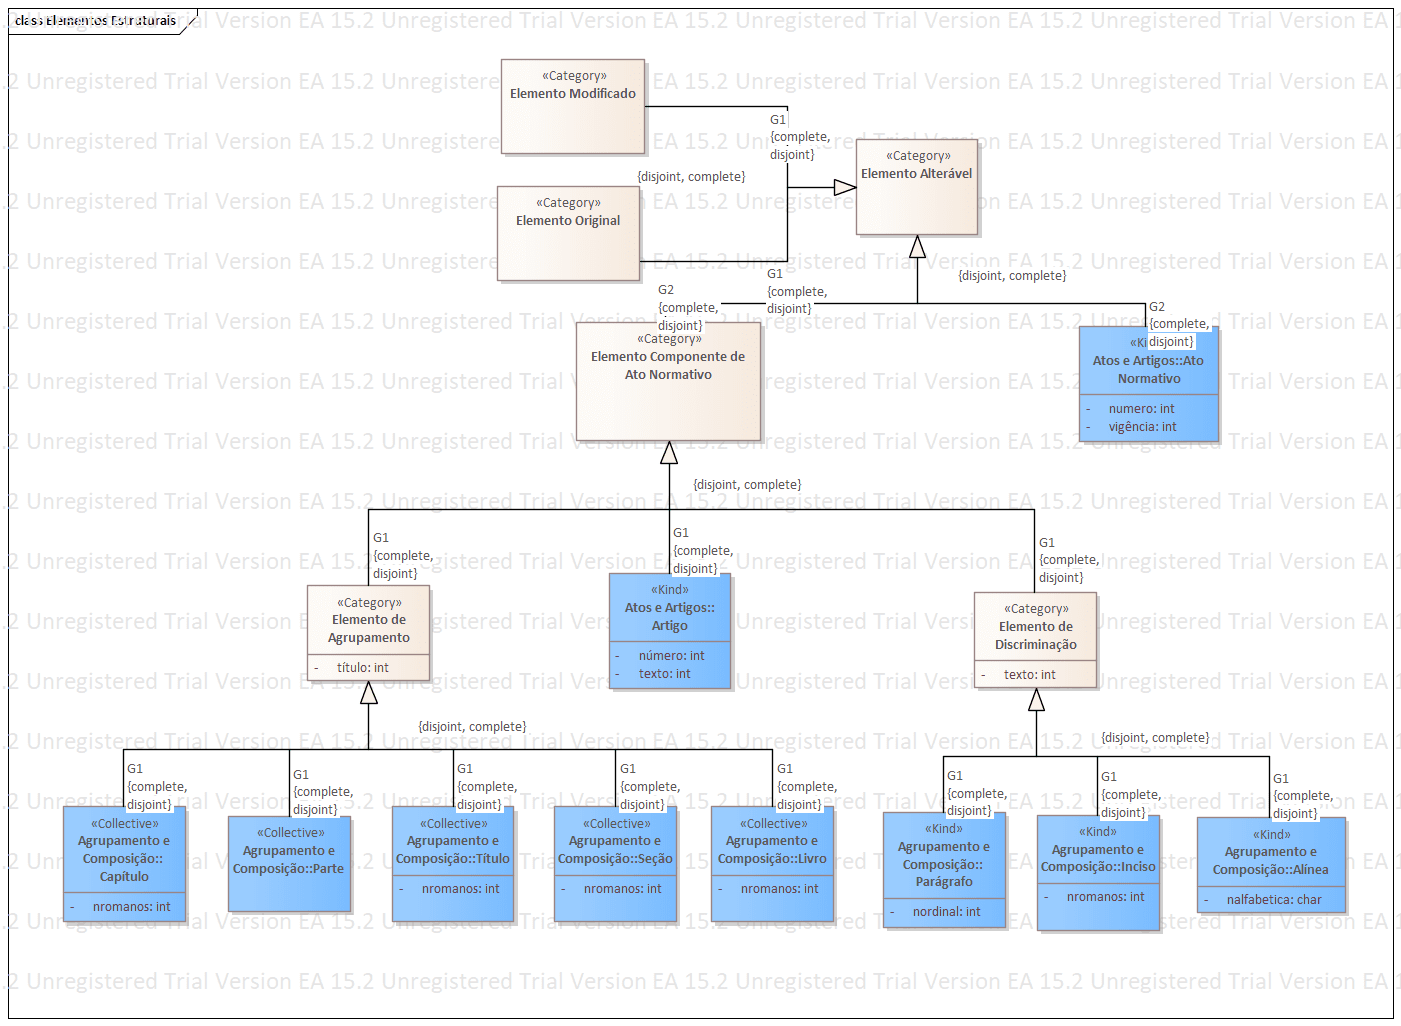 class Elementos Estruturais
«Category»
Elemento Modificado
G1
{complete,
disjoint}
«Category»
Elemento Alterável
{disjoint, complete}
«Category»
Elemento Original
G1
{complete,
disjoint}
{disjoint, complete}
G2
{complete,
disjoint}
«Category»
Elemento Componente de
Ato Normativo
G2
{complete,
disjoint}
«Ki
Atos e Artigos::Ato
Normativo
- numero: int
- vigência: int
{disjoint, complete}
G1
{complete,
disjoint}
«Category»
Elemento de
Agrupamento
- título: int
G1
{complete,
disjoint}
«Kind»
Atos e Artigos::
Artigo
- número: int
- texto: int
G1
{complete,
disjoint}
«Category»
Elemento de
Discriminação
- texto: int
{disjoint, complete}
{disjoint, complete}
G1
{complete,
disjoint}
«Collective»
Agrupamento e
Composição::
Capítulo
- nromanos: int
G1
{complete,
disjoint}
«Collective»
Agrupamento e
Composição::Parte
G1
{complete,
disjoint}
«Collective»
Agrupamento e
Composição::Título
- nromanos: int
G1
{complete,
disjoint}
«Collective»
Agrupamento e
Composição::Seção
- nromanos: int
G1
{complete,
disjoint}
«Collective»
Agrupamento e
Composição::Livro
- nromanos: int
G1
{complete,
disjoint}
«Kind»
Agrupamento e
Composição::
Parágrafo
- nordinal: int
G1
{complete,
disjoint}
«Kind»
Agrupamento e
Composição::Inciso
- nromanos: int
G1
{complete,
disjoint}
«Kind»
Agrupamento e
Composição::Alínea
- nalfabetica: char